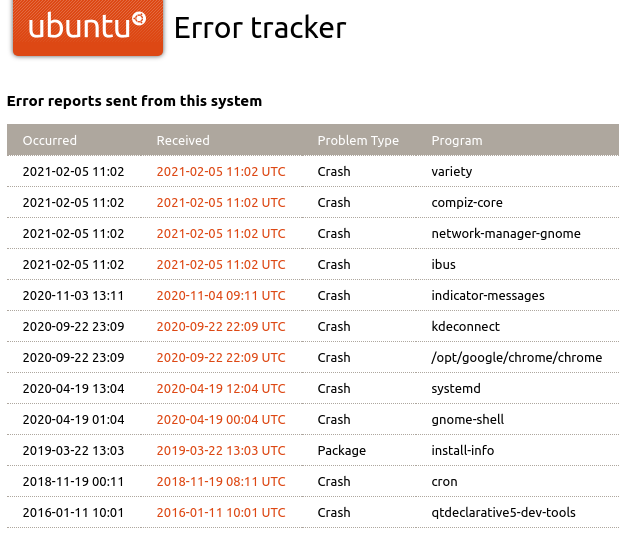 ubuntu Error tracker
Error reports sent from this system
Occurred Received Problem Type Program
2021-02-05 11:02 2021-02-05 11:02 UTC Crash variety
2021-02-05 11:02 2021-02-05 11:02 UTC Crash compiz-core
2021-02-05 11:02 2021-02-05 11:02 UTC Crash network-manager-gnome
2021-02-05 11:02 2021-02-05 11:02 UTC Crash ibus
2020-11-03 13:11 2020-11-04 09:11 UTC Crash indicator-messages
2020-09-22 23:09 2020-09-22 22:09 UTC Crash kdeconnect
2020-09-22 23:09 2020-09-22 22:09 UTC Crash /opt/google/chrome/chrome
2020-04-19 13:04 2020-04-19 12:04 UTC Crash systemd
2020-04-19 01:04 2020-04-19 00:04 UTC Crash gnome-shell
2019-03-22 13:03 2019-03-22 13:03 UTC Package install-info
2018-11-19 00:11 2018-11-19 08:11 UTC Crash cron
2016-01-11 10:01 2016-01-11 10:01 UTC Crash qtdeclarative5-dev-tools